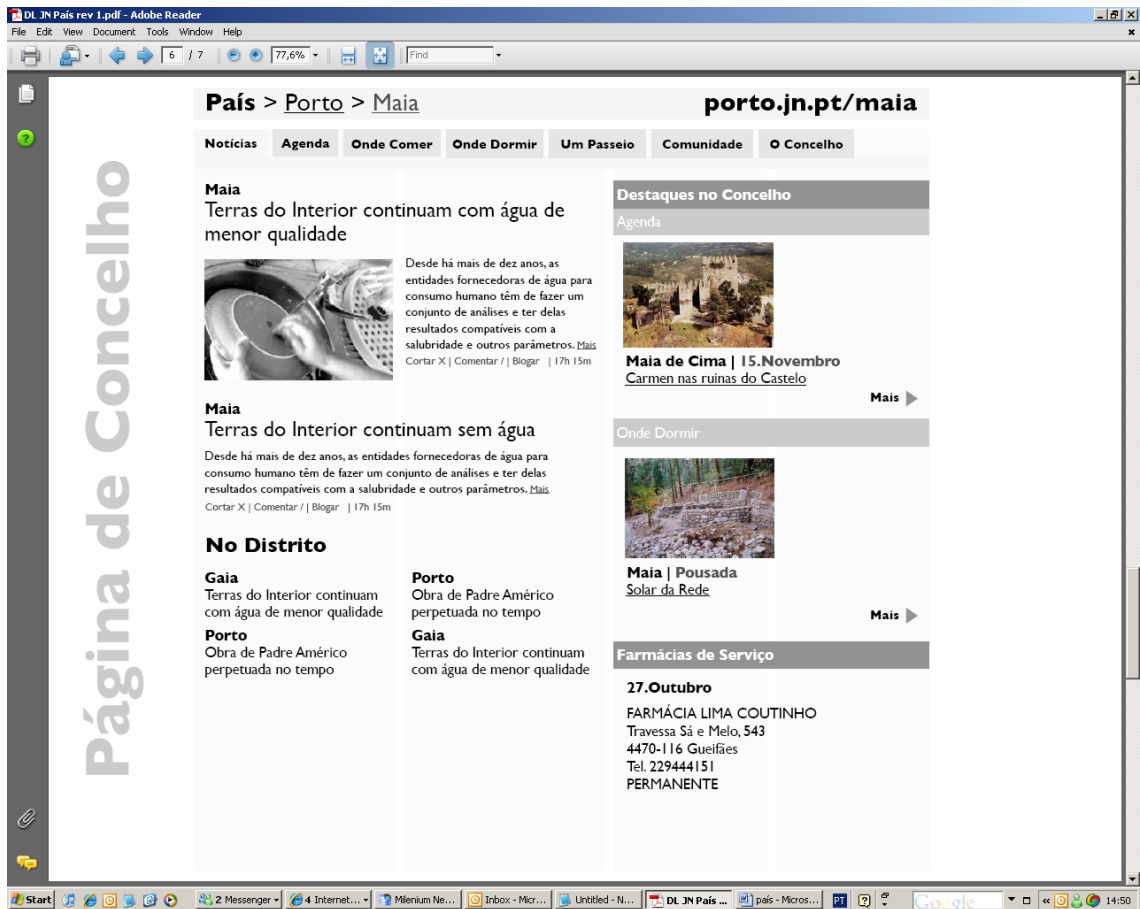 DL JN País rev 1.pdf - Adobe Reader
File Edit View Document Tools Window Help
6 / 7 77,6% Find
Página de Concelho
País > Porto > Maia
porto.jn.pt/maia
Notícias Agenda Onde Comer Onde Dormir Um Passeio Comunidade O Concelho
Maia
Terras do Interior continuam com água de
menor qualidade
Desde há mais de dez anos, as
entidades fornecedoras de água para
consumo humano têm de fazer um
conjunto de análises e ter delas
resultados compatíveis com a
salubridade e outros parâmetros. Mais
Cortar X | Comentar / | Blogar | 17h 15m
Maia
Terras do Interior continuam sem água
Desde há mais de dez anos, as entidades fornecedoras de água para
consumo humano têm de fazer um conjunto de análises e ter delas
resultados compatíveis com a salubridade e outros parâmetros. Mais
Cortar X | Comentar / | Blogar | 17h 15m
No Distrito
Gaia
Terras do Interior continuam
com água de menor qualidade
Porto
Obra de Padre Américo
perpetuada no tempo
Porto
Obra de Padre Américo
perpetuada no tempo
Gaia
Terras do Interior continuam
com água de menor qualidade
Destaques no Concelho
Agenda
Maia de Cima | 15.Novembro
Carmen nas ruinas do Castelo
Mais
Onde Dormir
Maia | Pousada
Solar da Rede
Mais
Farmácias de Serviço
27.Outubro
FARMÁCIA LIMA COUTINHO
Travessa Sá e Melo, 543
4470-116 Gueifães
Tel. 229444151
PERMANENTE
Start 2 Messenger 4 Internet... Milenium Ne... Inbox - Micr... Untitled - N... DL JN País ... país - Micros... PT Google 14:50